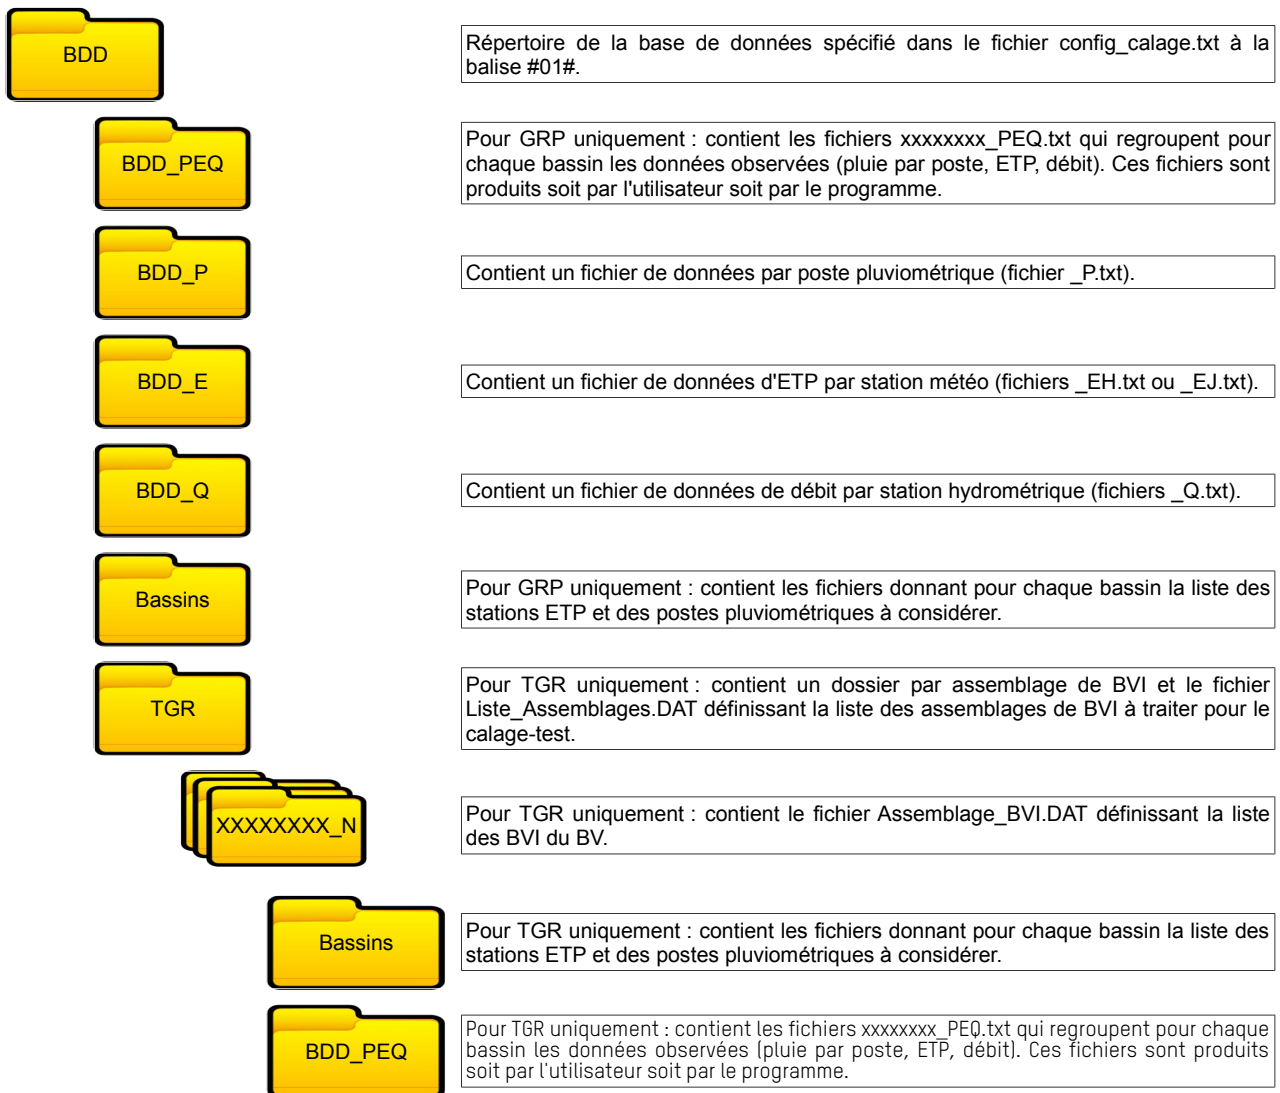 BDD
Répertoire de la base de données spécifié dans le fichier config_calage.txt à la
balise #01#.
BDD_PEQ
Pour GRP uniquement : contient les fichiers xxxxxxxx_PEQ.txt qui regroupent pour
chaque bassin les données observées (pluie par poste, ETP, débit). Ces fichiers sont
produits soit par l'utilisateur soit par le programme.
BDD_P
Contient un fichier de données par poste pluviométrique (fichier _P.txt).
BDD_E
Contient un fichier de données d'ETP par station météo (fichiers _EH.txt ou _EJ.txt).
BDD_Q
Contient un fichier de données de débit par station hydrométrique (fichiers _Q.txt).
Bassins
Pour GRP uniquement : contient les fichiers donnant pour chaque bassin la liste des
stations ETP et des postes pluviométriques à considérer.
TGR
Pour TGR uniquement : contient un dossier par assemblage de BVI et le fichier
Liste_Assemblages.DAT définissant la liste des assemblages de BVI à traiter pour le
calage-test.
XXXXXXXX_N
Pour TGR uniquement : contient le fichier Assemblage_BVI.DAT définissant la liste
des BVI du BV.
Bassins
Pour TGR uniquement : contient les fichiers donnant pour chaque bassin la liste des
stations ETP et des postes pluviométriques à considérer.
BDD_PEQ
Pour TGR uniquement : contient les fichiers xxxxxxxx_PEQ.txt qui regroupent pour chaque
bassin les données observées (pluie par poste, ETP, débit). Ces fichiers sont produits
soit par l'utilisateur soit par le programme.